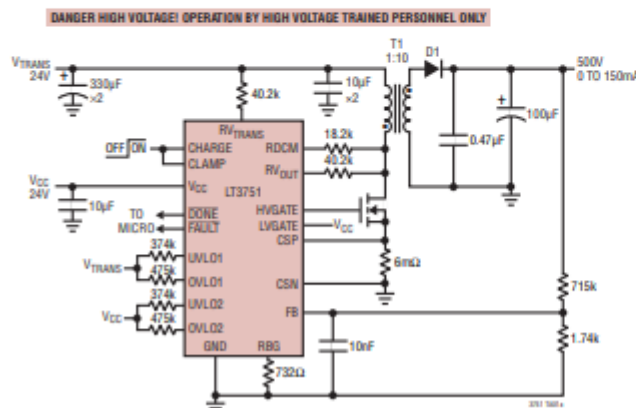 DANGER HIGH VOLTAGE! OPERATION BY HIGH VOLTAGE TRAINED PERSONNEL ONLY
T1
1:10
D1
VTRANS
24V
330µF
×2
40.2k
10µF
×2
500V
0 TO 150mA
100µF
0.47µF
OFF ON
CHARGE
CLAMP
RVTRANS
RDCM
18.2k
RVOUT
40.2k
VCC
24V
VCC
LT3751
10µF
TO
MICRO
DONE
FAULT
HVGATE
LVGATE
VCC
CSP
374k
VTRANS
475k
UVLO1
OVLO1
6mΩ
CSN
374k
VCC
475k
UVLO2
OVLO2
FB
715k
1.74k
10nF
GND
RBG
732Ω